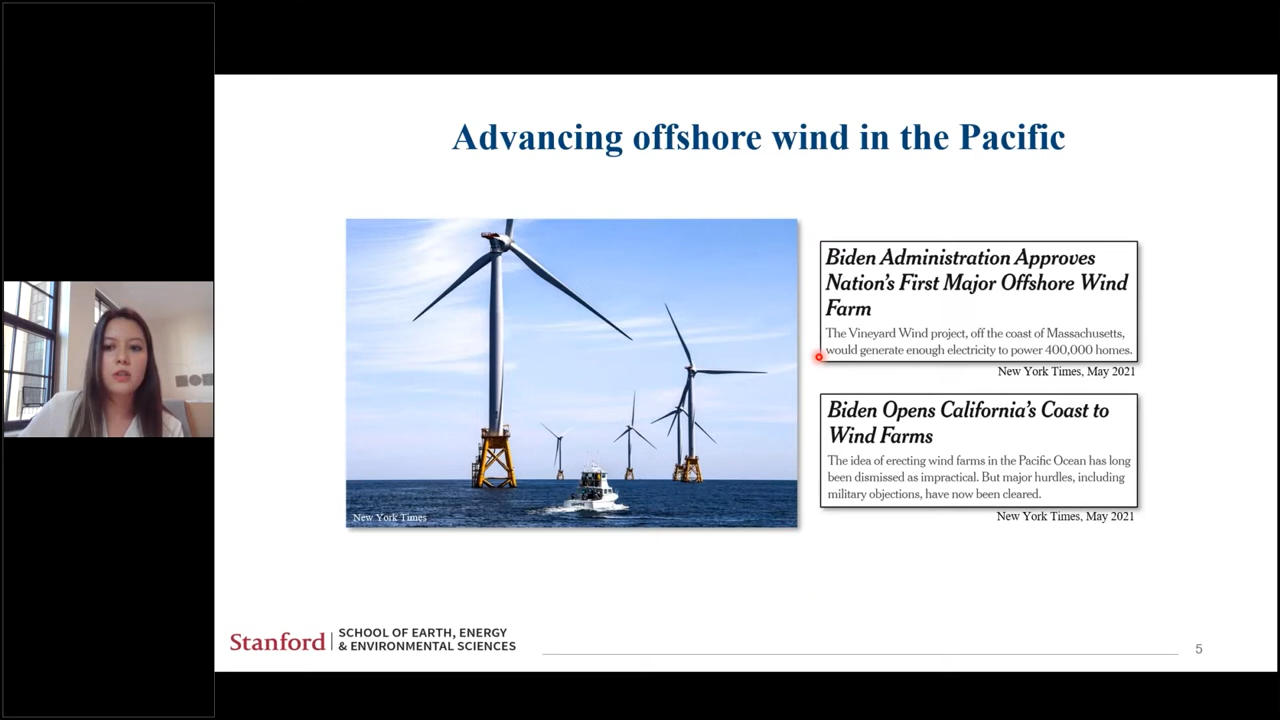 Advancing offshore wind in the Pacific
New York Times
Biden Administration Approves
Nation's First Major Offshore Wind
Farm
The Vineyard Wind project, off the coast of Massachusetts,
would generate enough electricity to power 400,000 homes.
New York Times, May 2021
Biden Opens California's Coast to
Wind Farms
The idea of erecting wind farms in the Pacific Ocean has long
been dismissed as impractical. But major hurdles, including
military objections, have now been cleared.
New York Times, May 2021
Stanford
SCHOOL OF EARTH, ENERGY
& ENVIRONMENTAL SCIENCES
5